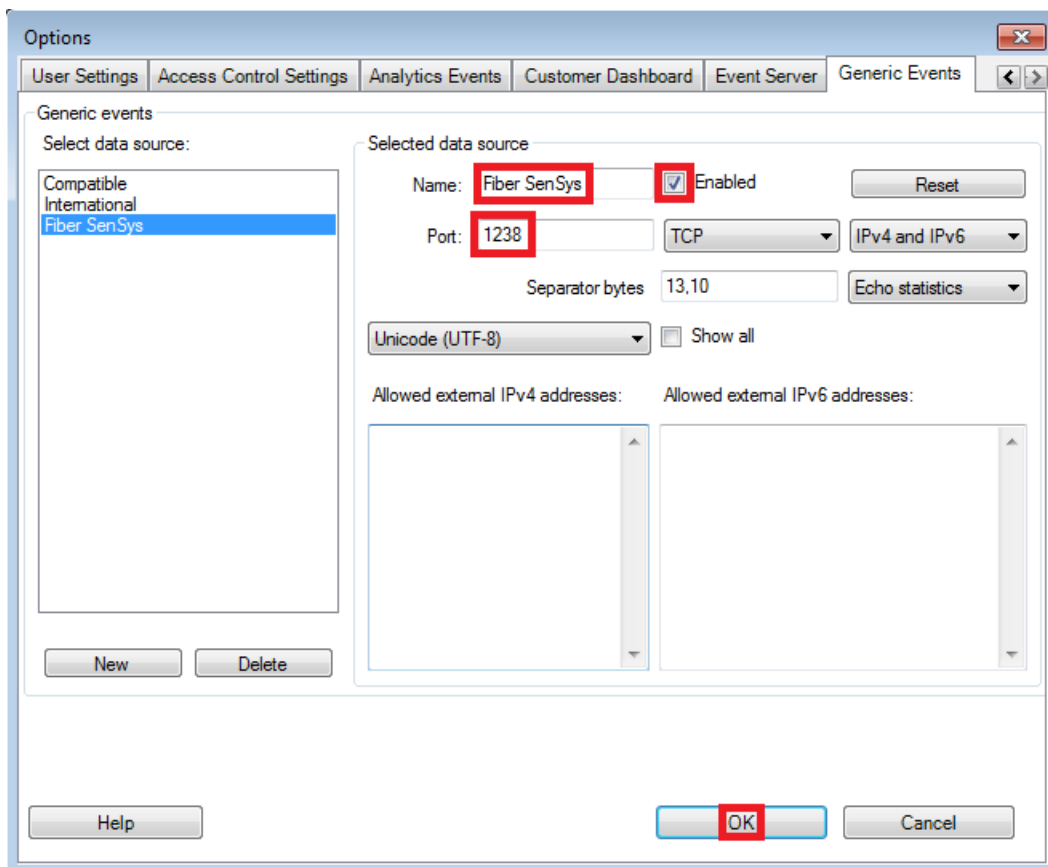 Options
User Settings Access Control Settings Analytics Events Customer Dashboard Event Server Generic Events
Generic events
Select data source:
Compatible
International
Fiber SenSys
New Delete
Selected data source
Name: Fiber SenSys Enabled Reset
Port: 1238 TCP IPv4 and IPv6
Separator bytes 13,10 Echo statistics
Unicode (UTF-8) Show all
Allowed external IPv4 addresses: Allowed external IPv6 addresses:
Help OK Cancel